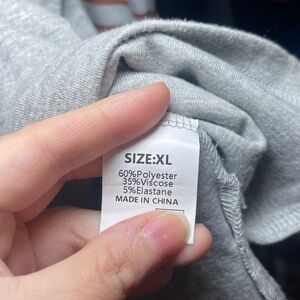 SIZE:XL
60%Polyester
35%Viscose
5%Elastane
MADE IN CHINA